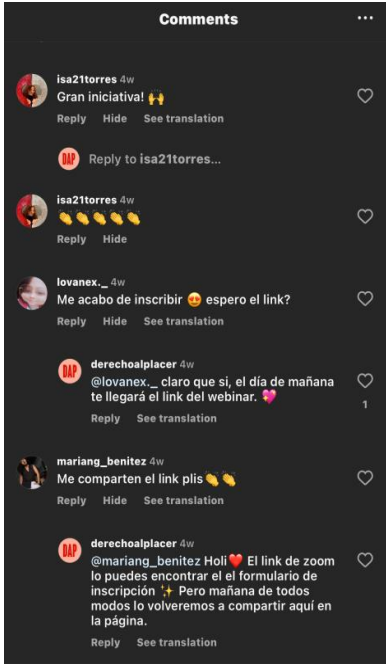 Comments
isa21torres 4w
Gran iniciativa! 🙌
Reply Hide See translation
DAP Reply to isa21torres...
isa21torres 4w
👏👏👏👏👏
Reply Hide
lovanex._ 4w
Me acabo de inscribir 😍 espero el link?
Reply Hide See translation
derechoalplacer 4w
DAP
@lovanex._ claro que si, el día de mañana
te llegará el link del webinar. 💖
1
Reply See translation
mariang_benitez 4w
Me comparten el link plis👏👏
Reply Hide See translation
derechoalplacer 4w
DAP
@mariang_benitez Holi❤️ El link de zoom
lo puedes encontrar el el formulario de
inscripción ✨ Pero mañana de todos
modos lo volveremos a compartir aquí en
la página.
Reply See translation